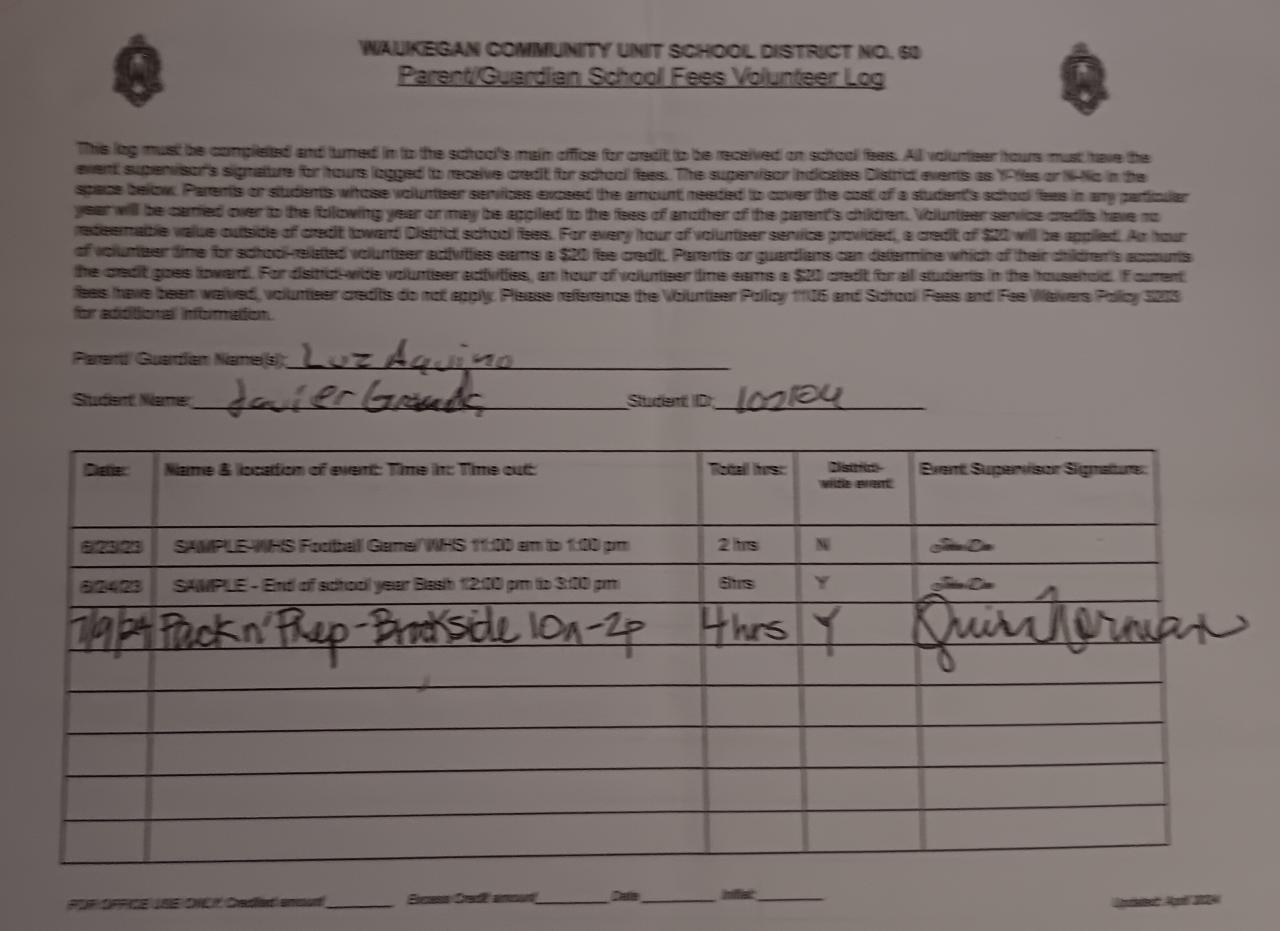 WAUKEGAN COMMUNITY UNIT SCHOOL DISTRICT NO. 60
Parent/Guardian School Fees Volunteer Log
This log must be completed and turned in to the school's main office for credit to be received on school fees. All volunteer hours must have the
event supervisor's signature for hours logged to receive credit for school fees. The supervisor indicates District events as Y-Yes or N-No in the
space below. Parents or students whose volunteer services exceed the amount needed to cover the cost of a student's school fees in any particular
year will be carried over to the following year or may be applied to the fees of another of the parent's children. Volunteer service credits have no
redeemable value outside of credit toward District school fees. For every hour of volunteer service provided, a credit of $20 will be applied. An hour
of volunteer time for school-related volunteer activities earns a $20 fee credit. Parents or guardians can determine which of their children's accounts
the credit goes toward. For district-wide volunteer activities, an hour of volunteer time earns a $20 credit for all students in the household. If current
fees have been waived, volunteer credits do not apply. Please reference the Volunteer Policy and School Fees and Fee Waivers Policy
for additional information.
Parent/ Guardian Name(s): Luz Aquino
Student Name: Javier Student ID:
Date: Name & location of event: Time in: Time out: Total hrs: District-wide event Event Supervisor Signature:
6/23/23 SAMPLE-WHS Football Game/ WHS 11:00 am to 1:00 pm 2 hrs N
6/24/23 SAMPLE - End of school year Bash 12:00 pm to 3:00 pm Y
7/9/24 Pack n' Prep - Brookside 10a-2p 4 hrs Y Quinn Norman
FOR OFFICE USE ONLY: Credited amount Excess Credit amount Date Initial:
Updated: April 2024